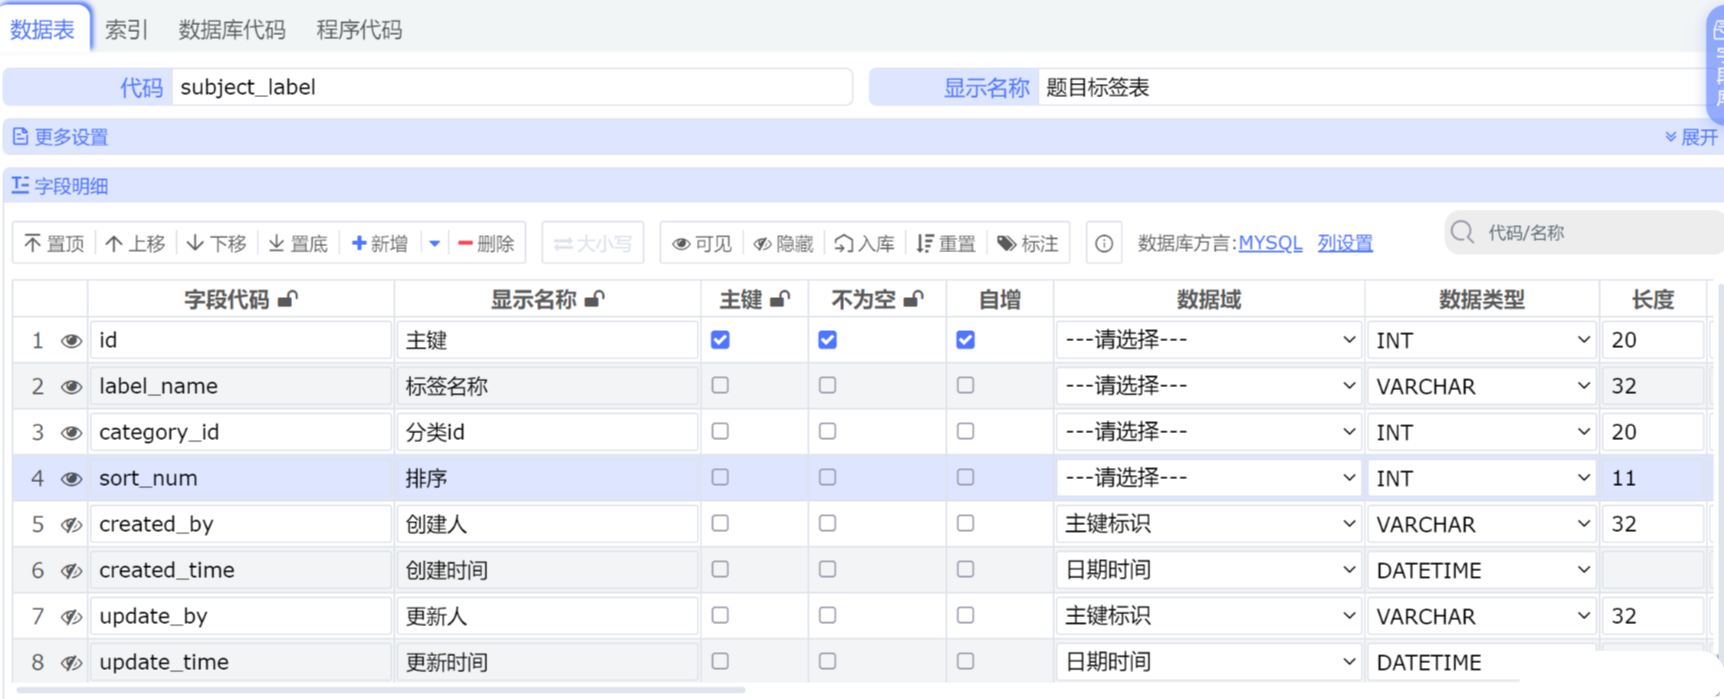 数据表 索引 数据库代码 程序代码
代码 subject_label 显示名称 题目标签表
更多设置 展开
字段明细
置顶 上移 下移 置底 新增 删除 大小写 可见 隐藏 入库 重置 标注 数据库方言:MYSQL 列设置 代码/名称
字段代码 显示名称 主键 不为空 自增 数据域 数据类型 长度
1 id 主键 ---请选择--- INT 20
2 label_name 标签名称 ---请选择--- VARCHAR 32
3 category_id 分类id ---请选择--- INT 20
4 sort_num 排序 ---请选择--- INT 11
5 created_by 创建人 主键标识 VARCHAR 32
6 created_time 创建时间 日期时间 DATETIME
7 update_by 更新人 主键标识 VARCHAR 32
8 update_time 更新时间 日期时间 DATETIME